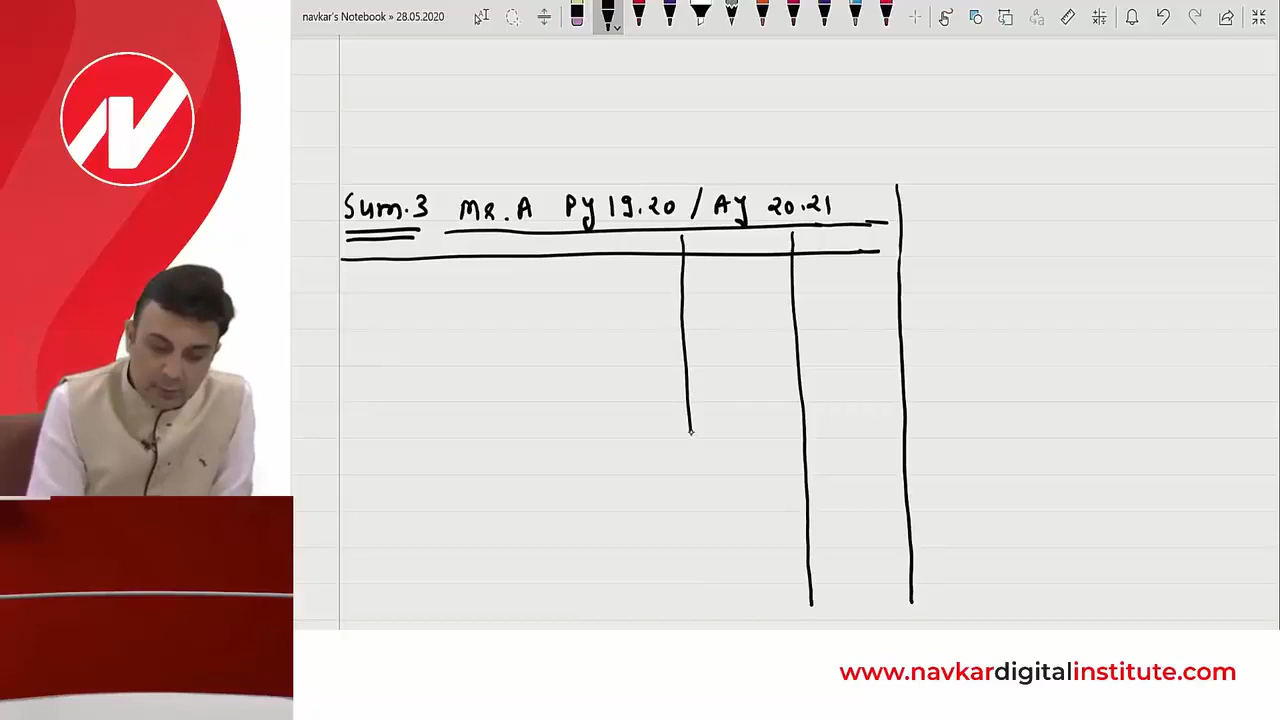 navkar's Notebook » 28.05.2020
Sum.3 Mr. A PY 19.20 / AY 20.21
www.navkardigitalinstitute.com